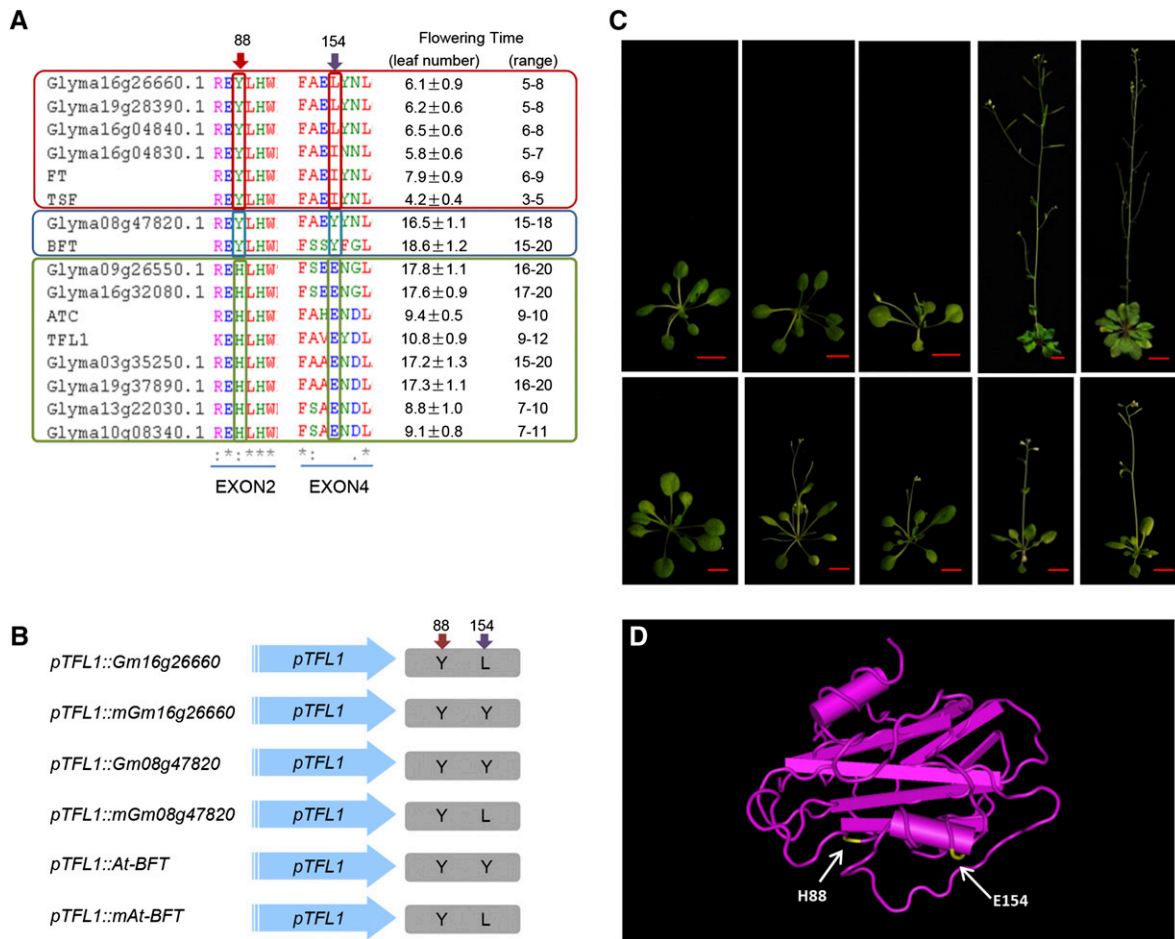 A
88 154 Flowering Time
(leaf number) (range)
Glyma16g26660.1 REYLHW FAELYNL 6.1±0.9 5-8
Glyma19g28390.1 REYLHW FAELYNL 6.2±0.6 5-8
Glyma16g04840.1 REYLHW FAELYNL 6.5±0.6 6-8
Glyma16g04830.1 REYLHW FAEINNL 5.8±0.6 5-7
FT REYLHW FAEIYNL 7.9±0.9 6-9
TSF REYLHW FAEIYNL 4.2±0.4 3-5
Glyma08g47820.1 REYLHW FAEYYNL 16.5±1.1 15-18
BFT REYLHW FSSYFGL 18.6±1.2 15-20
Glyma09g26550.1 REHLHW FSEENGL 17.8±1.1 16-20
Glyma16g32080.1 REHLHW FSEENGL 17.6±0.9 17-20
ATC REHLHW FAHENDL 9.4±0.5 9-10
TFL1 KEHLHW FAVEYDL 10.8±0.9 9-12
Glyma03g35250.1 REHLHW FAAENDL 17.2±1.3 15-20
Glyma19g37890.1 REHLHW FAAENDL 17.3±1.1 16-20
Glyma13g22030.1 REHLHW FSAENDL 8.8±1.0 7-10
Glyma10g08340.1 REHLHW FSAENDL 9.1±0.8 7-11
:*:*** *: .*
EXON2 EXON4
B
88 154
pTFL1::Gm16g26660 pTFL1 Y L
pTFL1::mGm16g26660 pTFL1 Y Y
pTFL1::Gm08g47820 pTFL1 Y Y
pTFL1::mGm08g47820 pTFL1 Y L
pTFL1::At-BFT pTFL1 Y Y
pTFL1::mAt-BFT pTFL1 Y L
C
D
H88
E154